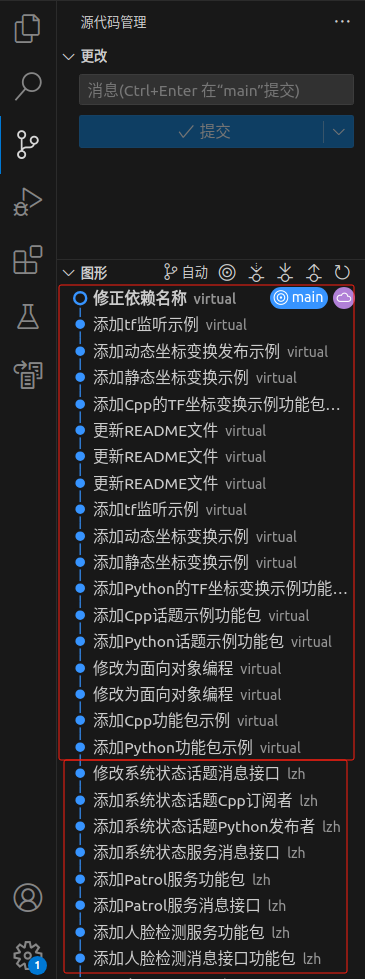 源代码管理
更改
消息(Ctrl+Enter 在“main”提交)
提交
图形 自动
修正依赖名称 virtual main
添加tf监听示例 virtual
添加动态坐标变换发布示例 virtual
添加静态坐标变换示例 virtual
添加Cpp的TF坐标变换示例功能包...
更新README文件 virtual
更新README文件 virtual
更新README文件 virtual
添加tf监听示例 virtual
添加动态坐标变换示例 virtual
添加静态坐标变换示例 virtual
添加Python的TF坐标变换示例功能...
添加Cpp话题示例功能包 virtual
添加Python话题示例功能包 virtual
修改为面向对象编程 virtual
修改为面向对象编程 virtual
添加Cpp功能包示例 virtual
添加Python功能包示例 virtual
修改系统状态话题消息接口 lzh
添加系统状态话题Cpp订阅者 lzh
添加系统状态话题Python发布者 lzh
添加系统状态服务消息接口 lzh
添加Patrol服务功能包 lzh
添加Patrol服务消息接口 lzh
添加人脸检测服务功能包 lzh
添加人脸检测消息接口功能包 lzh
1